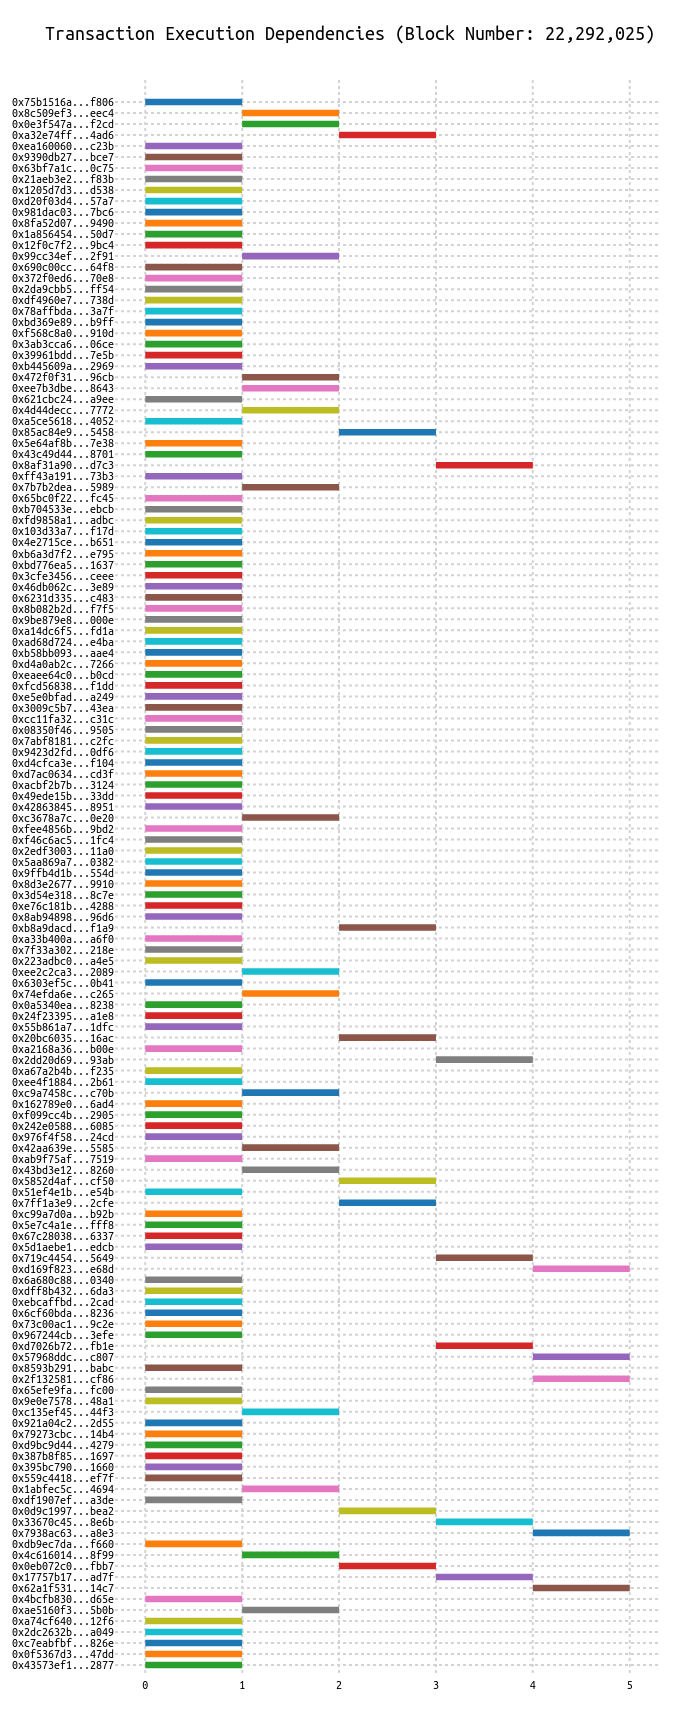 Transaction Execution Dependencies (Block Number: 22,292,025)
0x75b1516a...f806
0x8c509ef3...eec4
0x0e3f547a...f2cd
0xa32e74ff...4ad6
0xea160060...c23b
0x9390db27...bce7
0x63bf7a1c...0c75
0x21aeb3e2...f83b
0x1205d7d3...d538
0xd20f03d4...57a7
0x981dac03...7bc6
0x8fa52d07...9490
0x1a856454...50d7
0x12f0c7f2...9bc4
0x99cc34ef...2f91
0x690c00cc...64f8
0x372f0ed6...70e8
0x2da9cbb5...ff54
0xdf4960e7...738d
0x78affbda...3a7f
0xbd369e89...b9ff
0xf568c8a0...910d
0x3ab3cca6...06ce
0x39961bdd...7e5b
0xb445609a...2969
0x472f0f31...96cb
0xee7b3dbe...8643
0x621cbc24...a9ee
0x4d44decc...7772
0xa5ce5618...4052
0x85ac84e9...5458
0x5e64af8b...7e38
0x43c49d44...8701
0x8af31a90...d7c3
0xff43a191...73b3
0x7b7b2dea...5989
0x65bc0f22...fc45
0xb704533e...ebcb
0xfd9858a1...adbc
0x103d33a7...f17d
0x4e2715ce...b651
0xb6a3d7f2...e795
0xbd776ea5...1637
0x3cfe3456...ceee
0x46db062c...3e89
0x6231d335...c483
0x8b082b2d...f7f5
0x9be879e8...000e
0xa14dc6f5...fd1a
0xad68d724...e4ba
0xb58bb093...aae4
0xd4a0ab2c...7266
0xeaee64c0...b0cd
0xfcd56838...f1dd
0xe5e0bfad...a249
0x3009c5b7...43ea
0xcc11fa32...c31c
0x08350f46...9505
0x7abf8181...c2fc
0x9423d2fd...0df6
0xd4cfca3e...f104
0xd7ac0634...cd3f
0xacbf2b7b...3124
0x49ede15b...33dd
0x42863845...8951
0xc3678a7c...0e20
0xfee4856b...9bd2
0xf46c6ac5...1fc4
0x2edf3003...11a0
0x5aa869a7...0382
0x9ffb4d1b...554d
0x8d3e2677...9910
0x3d54e318...8c7e
0xe76c181b...4288
0x8ab94898...96d6
0xb8a9dacd...f1a9
0xa33b400a...a6f0
0x7f33a302...218e
0x223adbc0...a4e5
0xee2c2ca3...2089
0x6303ef5c...0b41
0x74efda6e...c265
0x0a5340ea...8238
0x24f23395...a1e8
0x55b861a7...1dfc
0x20bc6035...16ac
0xa2168a36...b00e
0x2dd20d69...93ab
0xa67a2b4b...f235
0xee4f1884...2b61
0xc9a7458c...c70b
0x162789e0...6ad4
0xf099cc4b...2905
0x242e0588...6085
0x976f4f58...24cd
0x42aa639e...5585
0xab9f75af...7519
0x43bd3e12...8260
0x5852d4af...cf50
0x51ef4e1b...e54b
0x7ff1a3e9...2cfe
0xc99a7d0a...b92b
0x5e7c4a1e...fff8
0x67c28038...6337
0x5d1aebe1...edcb
0x719c4454...5649
0xd169f823...e68d
0x6a680c88...0340
0xdff8b432...6da3
0xebcaffbd...2cad
0x6cf60bda...8236
0x73c00ac1...9c2e
0x967244cb...3efe
0xd7026b72...fb1e
0x57968ddc...c807
0x8593b291...babc
0x2f132581...cf86
0x65efe9fa...fc00
0x9e0e7578...48a1
0xc135ef45...44f3
0x921a04c2...2d55
0x79273cbc...14b4
0xd9bc9d44...4279
0x387b8f85...1697
0x395bc790...1660
0x559c4418...ef7f
0x1abfec5c...4694
0xdf1907ef...a3de
0x0d9c1997...bea2
0x33670c45...8e6b
0x7938ac63...a8e3
0xdb9ec7da...f660
0x4c616014...8f99
0x0eb072c0...fbb7
0x17757b17...ad7f
0x62a1f531...14c7
0x4bcfb830...d65e
0xae5160f3...5b0b
0xa74cf640...12f6
0x2dc2632b...a049
0xc7eabfbf...826e
0x0f5367d3...47dd
0x43573ef1...2877
0 1 2 3 4 5